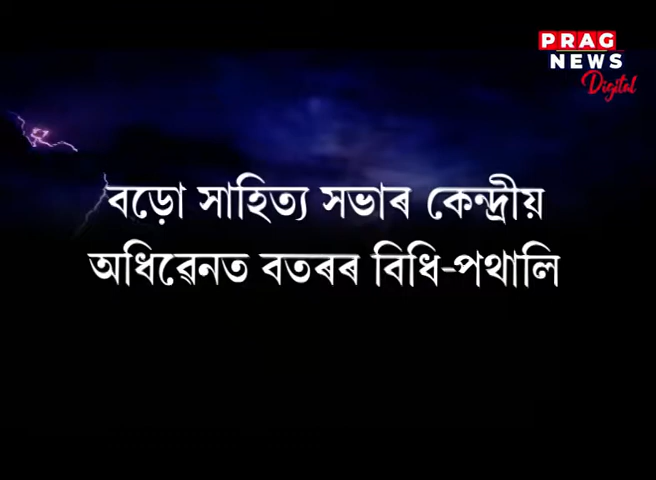 PRAG
NEWS
Digital
বড়ো সাহিত্য সভাৰ কেন্দ্ৰীয়
অধিৱেনত বতৰৰ বিধি-পথালি